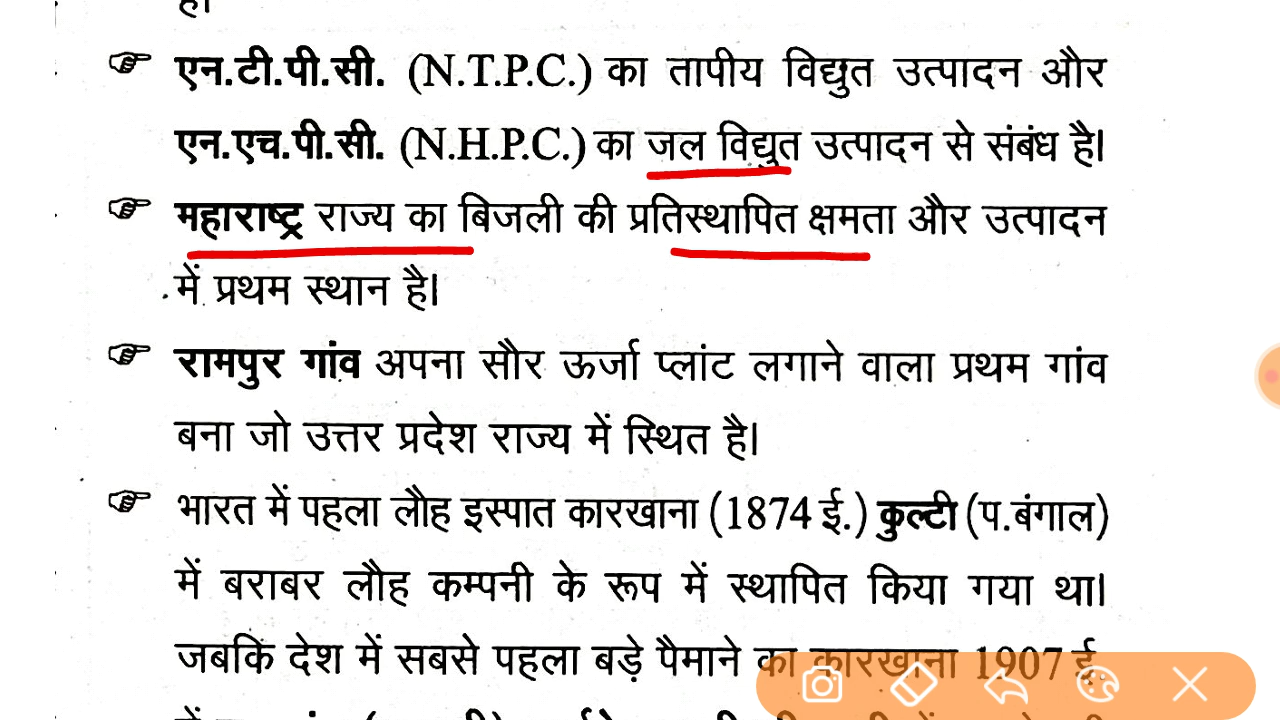 है।
एन.टी.पी.सी. (N.T.P.C.) का तापीय विद्युत उत्पादन और
एन.एच.पी.सी. (N.H.P.C.) का जल विद्युत उत्पादन से संबंध है।
महाराष्ट्र राज्य का बिजली की प्रतिस्थापित क्षमता और उत्पादन
में प्रथम स्थान है।
रामपुर गांव अपना सौर ऊर्जा प्लांट लगाने वाला प्रथम गांव
बना जो उत्तर प्रदेश राज्य में स्थित है।
भारत में पहला लौह इस्पात कारखाना (1874 ई.) कुल्टी (प.बंगाल)
में बराबर लौह कम्पनी के रूप में स्थापित किया गया था।
जबकि देश में सबसे पहला बड़े पैमाने का कारखाना 1907 ई.